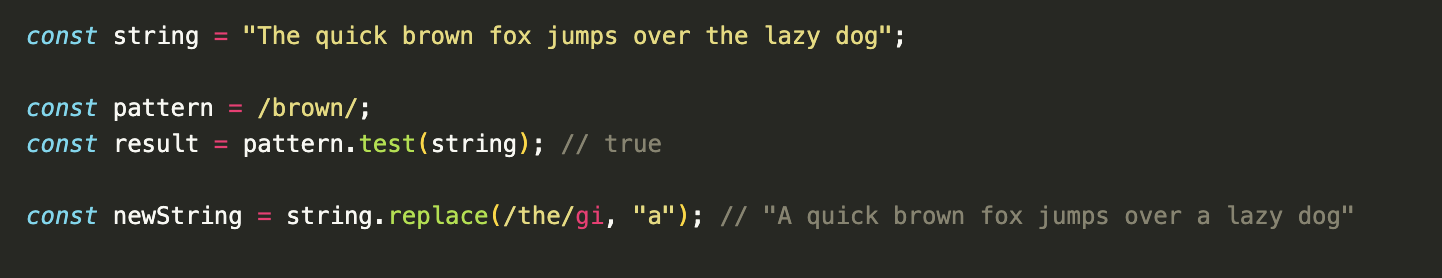 const string = "The quick brown fox jumps over the lazy dog";
const pattern = /brown/;
const result = pattern.test(string); // true
const newString = string.replace(/the/gi, "a"); // "A quick brown fox jumps over a lazy dog"